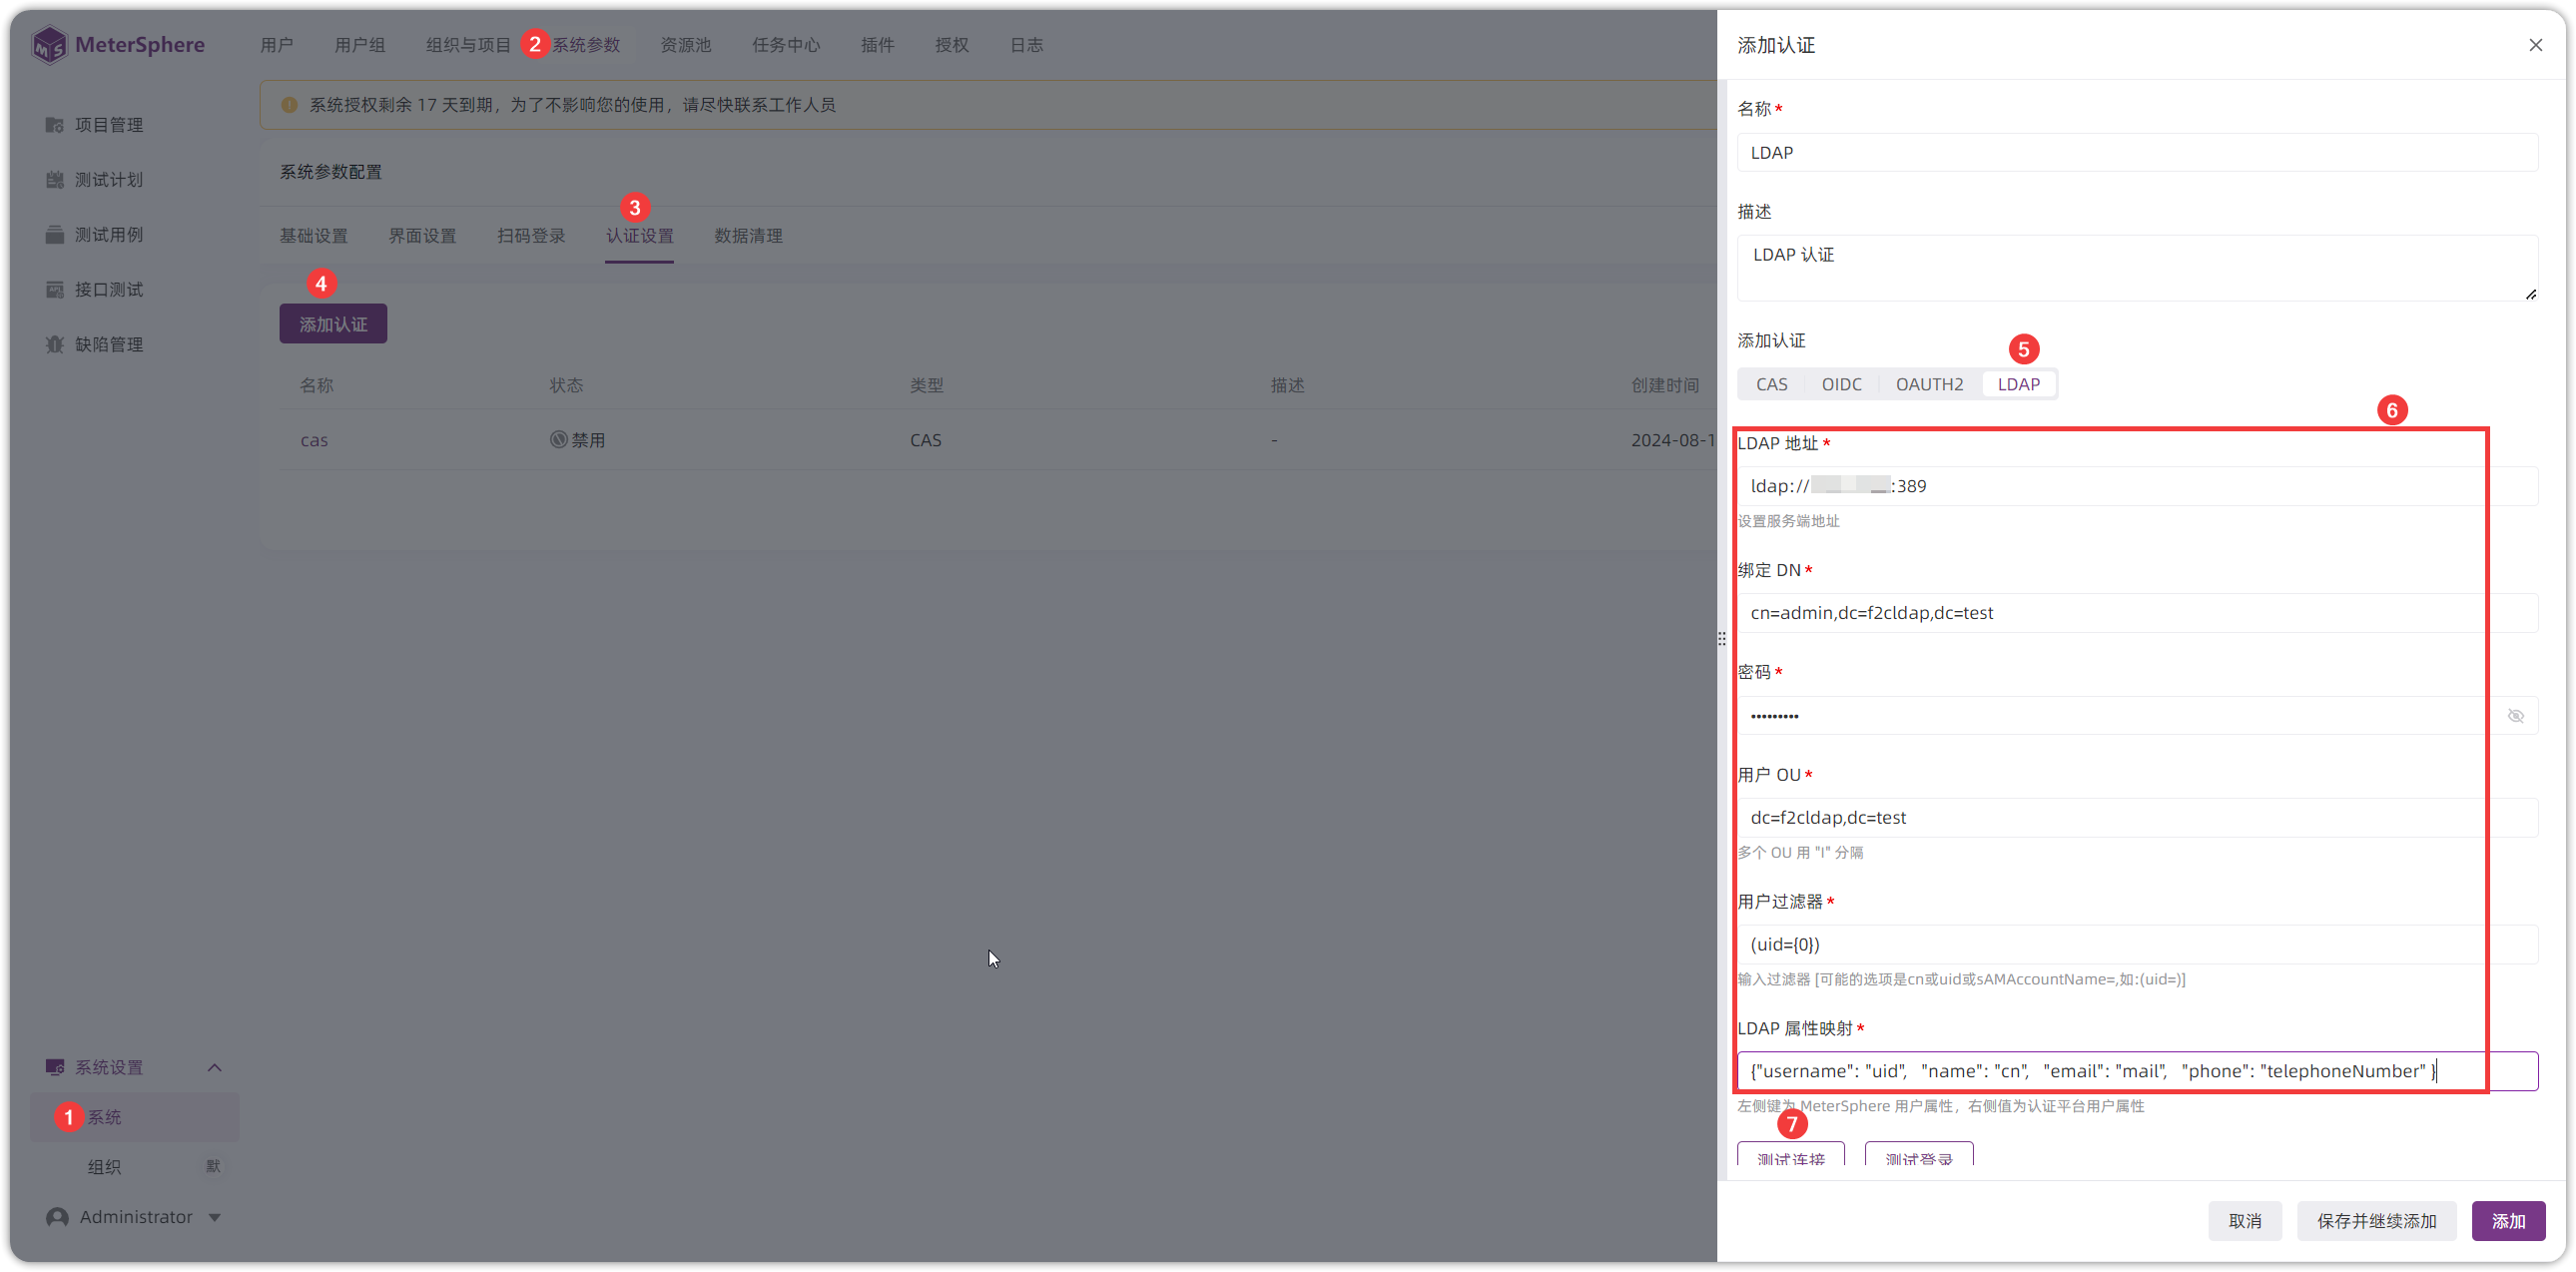 MeterSphere
用户
用户组
组织与项目
2
系统参数
资源池
任务中心
插件
授权
日志
项目管理
测试计划
测试用例
接口测试
缺陷管理
系统设置
1
系统
组织
默
Administrator
系统授权剩余 17 天到期，为了不影响您的使用，请尽快联系工作人员
系统参数配置
3
基础设置
界面设置
扫码登录
认证设置
数据清理
4
添加认证
名称
状态
类型
描述
创建时间
cas
禁用
CAS
-
2024-08-1
添加认证
名称*
LDAP
描述
LDAP 认证
添加认证
5
CAS
OIDC
OAUTH2
LDAP
6
LDAP 地址*
ldap:// :389
设置服务端地址
绑定 DN*
cn=admin,dc=f2cldap,dc=test
密码*
•••••••••
用户 OU*
dc=f2cldap,dc=test
多个 OU 用 "|" 分隔
用户过滤器*
(uid={0})
输入过滤器 [可能的选项是cn或uid或sAMAccountName=,如:(uid=)]
LDAP 属性映射*
{"username": "uid", "name": "cn", "email": "mail", "phone": "telephoneNumber" }
左侧键为 MeterSphere 用户属性，右侧值为认证平台用户属性
7
测试连接
测试登录
取消
保存并继续添加
添加